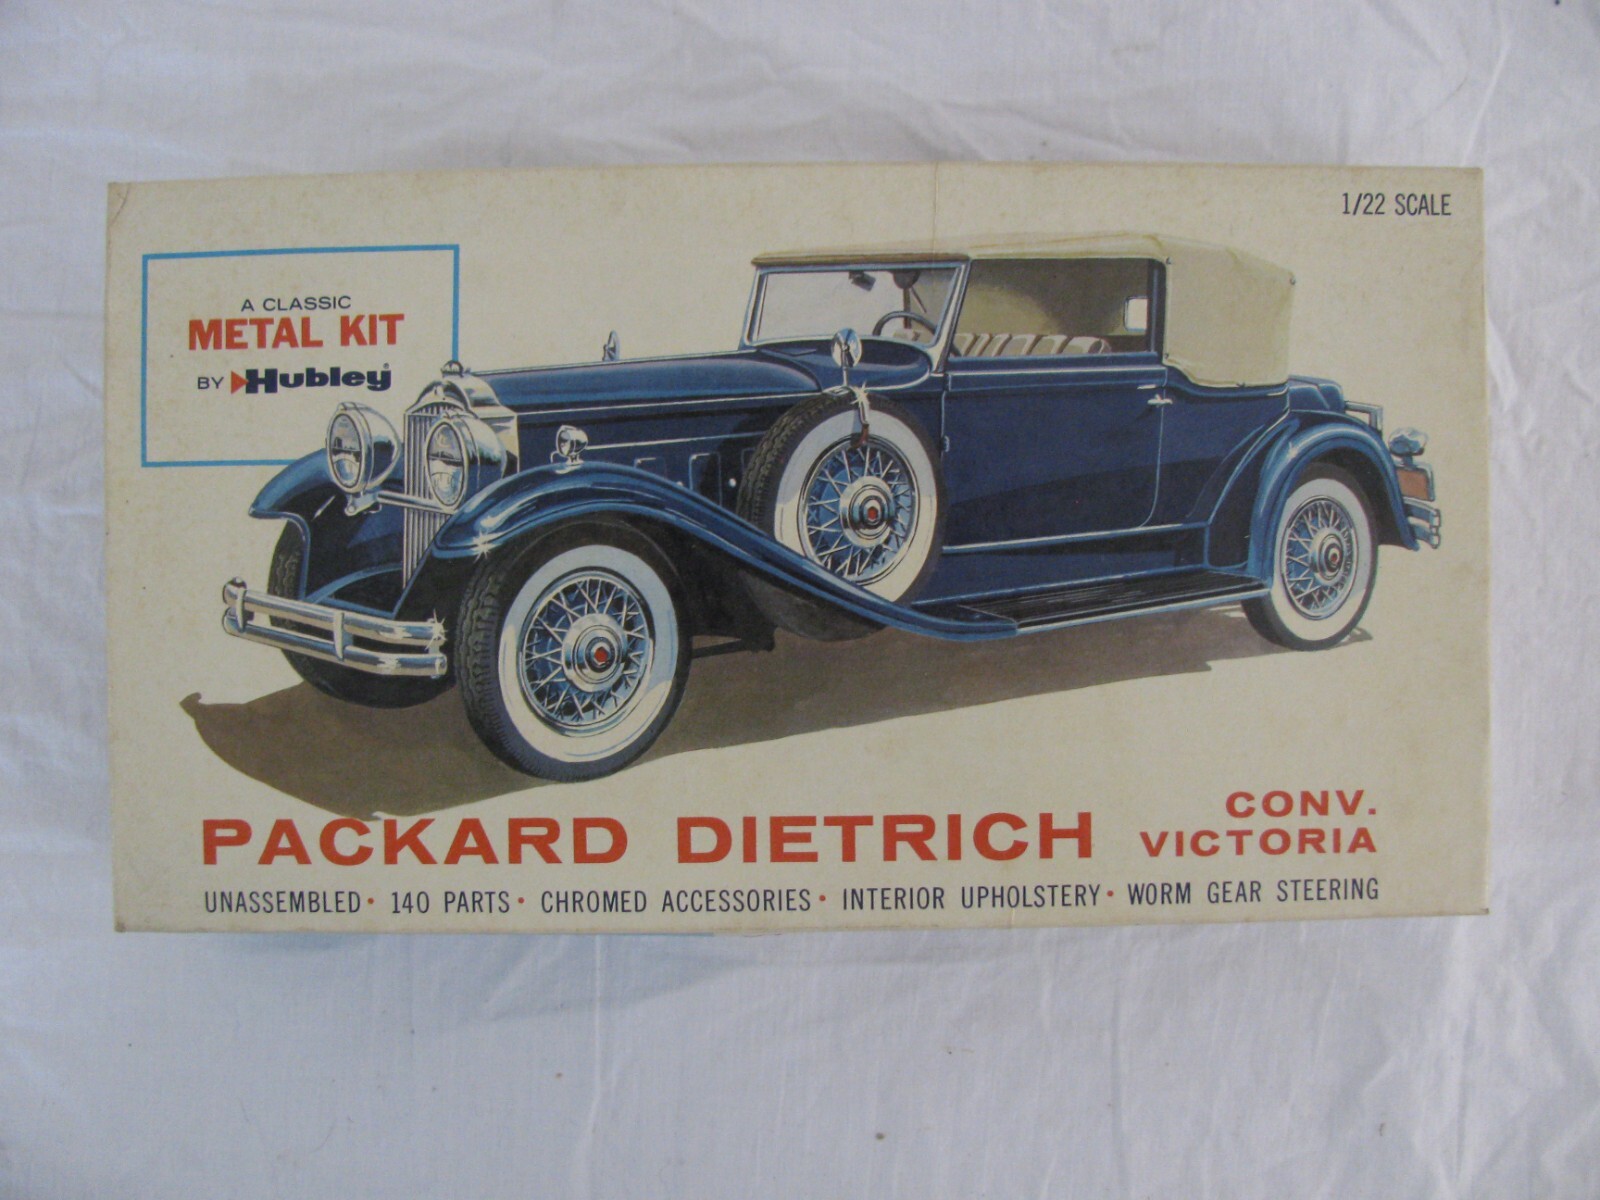 1/22 SCALE
A CLASSIC
METAL KIT
BY Hubley®
PACKARD DIETRICH CONV. VICTORIA
UNASSEMBLED • 140 PARTS • CHROMED ACCESSORIES • INTERIOR UPHOLSTERY • WORM GEAR STEERING